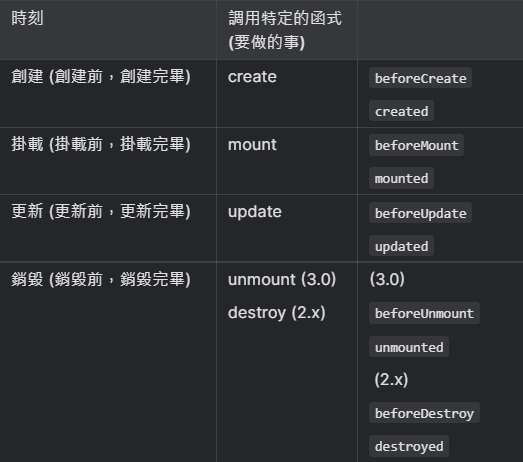 時刻
調用特定的函式
(要做的事)
創建 (創建前，創建完畢)
create
beforeCreate
created
掛載 (掛載前，掛載完畢)
mount
beforeMount
mounted
更新 (更新前，更新完畢)
update
beforeUpdate
updated
銷毀 (銷毀前，銷毀完畢)
unmount (3.0)
destroy (2.x)
(3.0)
beforeUnmount
unmounted
(2.x)
beforeDestroy
destroyed